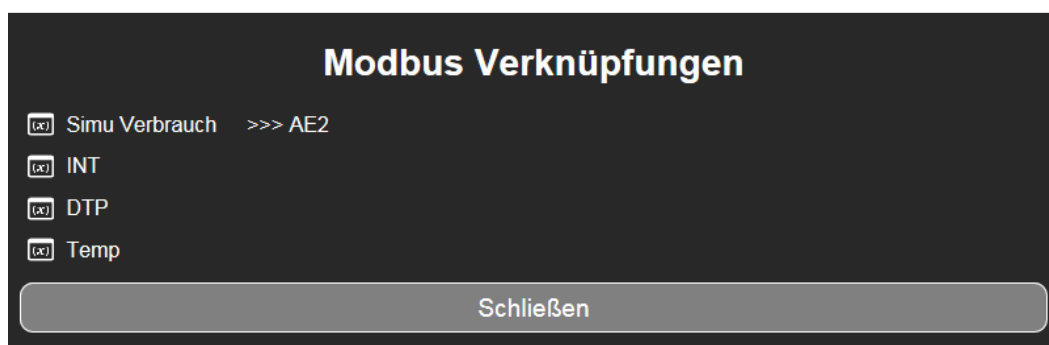 Modbus Verknüpfungen
(x) Simu Verbrauch >>> AE2
(x) INT
(x) DTP
(x) Temp
Schließen